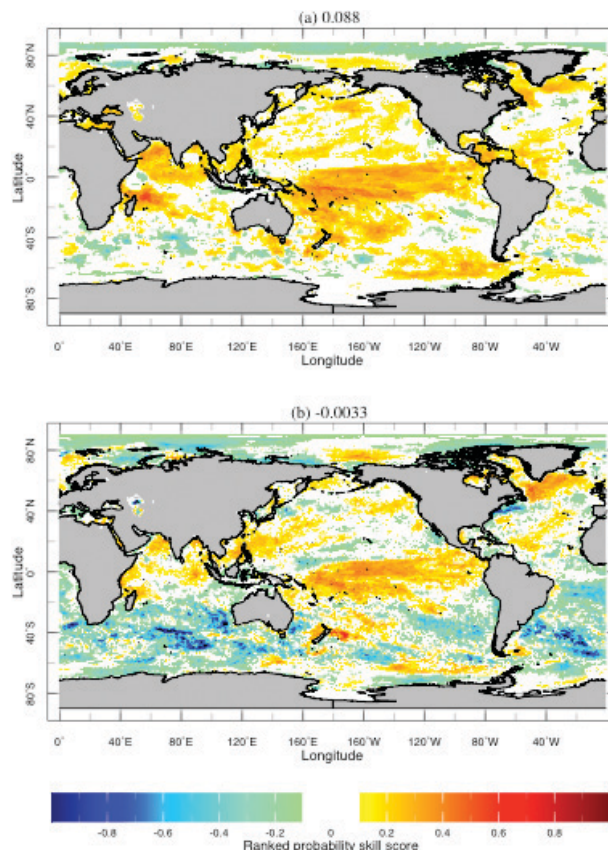 (a) 0.088
80°N
40°N
0
40°S
80°S
Latitude
0° 40°E 80°E 120°E 160°E 160°W 120°W 80°W 40°W
Longitude
(b) -0.0033
80°N
40°N
0
40°S
80°S
Latitude
0° 40°E 80°E 120°E 160°E 160°W 120°W 80°W 40°W
Longitude
-0.8 -0.6 -0.4 -0.2 0 0.2 0.4 0.6 0.8
Ranked probability skill score